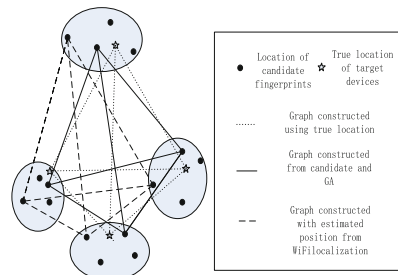 Location of
candidate
fingerprints
True location
of target
devices
Graph constructed
using true location
Graph constructed
from candidate and
GA
Graph constructed
with estimated
position from
WiFilocalization